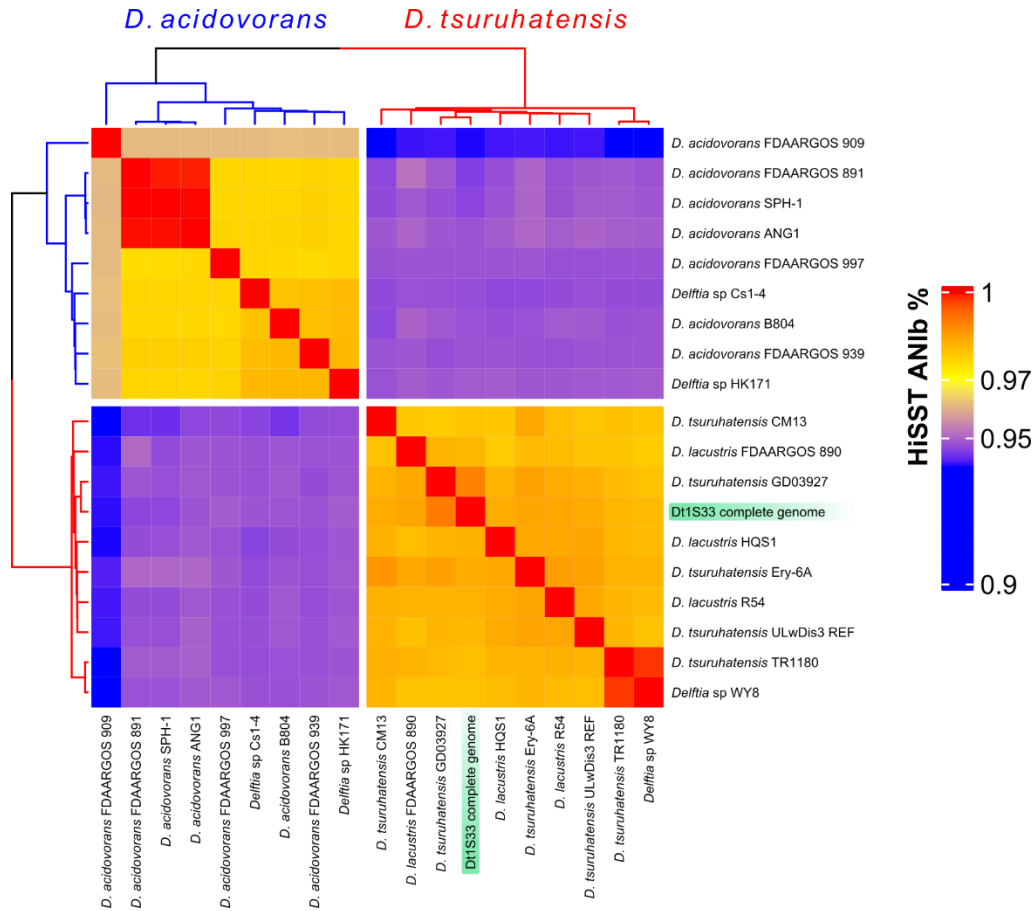 D. acidovorans
D. tsuruhatensis
D. acidovorans FDAARGOS 909
D. acidovorans FDAARGOS 891
D. acidovorans SPH-1
D. acidovorans ANG1
D. acidovorans FDAARGOS 997
Delftia sp Cs1-4
D. acidovorans B804
D. acidovorans FDAARGOS 939
Delftia sp HK171
D. tsuruhatensis CM13
D. lacustris FDAARGOS 890
D. tsuruhatensis GD03927
Dt1S33 complete genome
D. lacustris HQS1
D. tsuruhatensis Ery-6A
D. lacustris R54
D. tsuruhatensis ULwDis3 REF
D. tsuruhatensis TR1180
Delftia sp WY8
HiSST ANIb %
1
0.97
0.95
0.9
D. acidovorans FDAARGOS 909
D. acidovorans FDAARGOS 891
D. acidovorans SPH-1
D. acidovorans ANG1
D. acidovorans FDAARGOS 997
Delftia sp Cs1-4
D. acidovorans B804
D. acidovorans FDAARGOS 939
Delftia sp HK171
D. tsuruhatensis CM13
D. lacustris FDAARGOS 890
D. tsuruhatensis GD03927
Dt1S33 complete genome
D. lacustris HQS1
D. tsuruhatensis Ery-6A
D. lacustris R54
D. tsuruhatensis ULwDis3 REF
D. tsuruhatensis TR1180
Delftia sp WY8